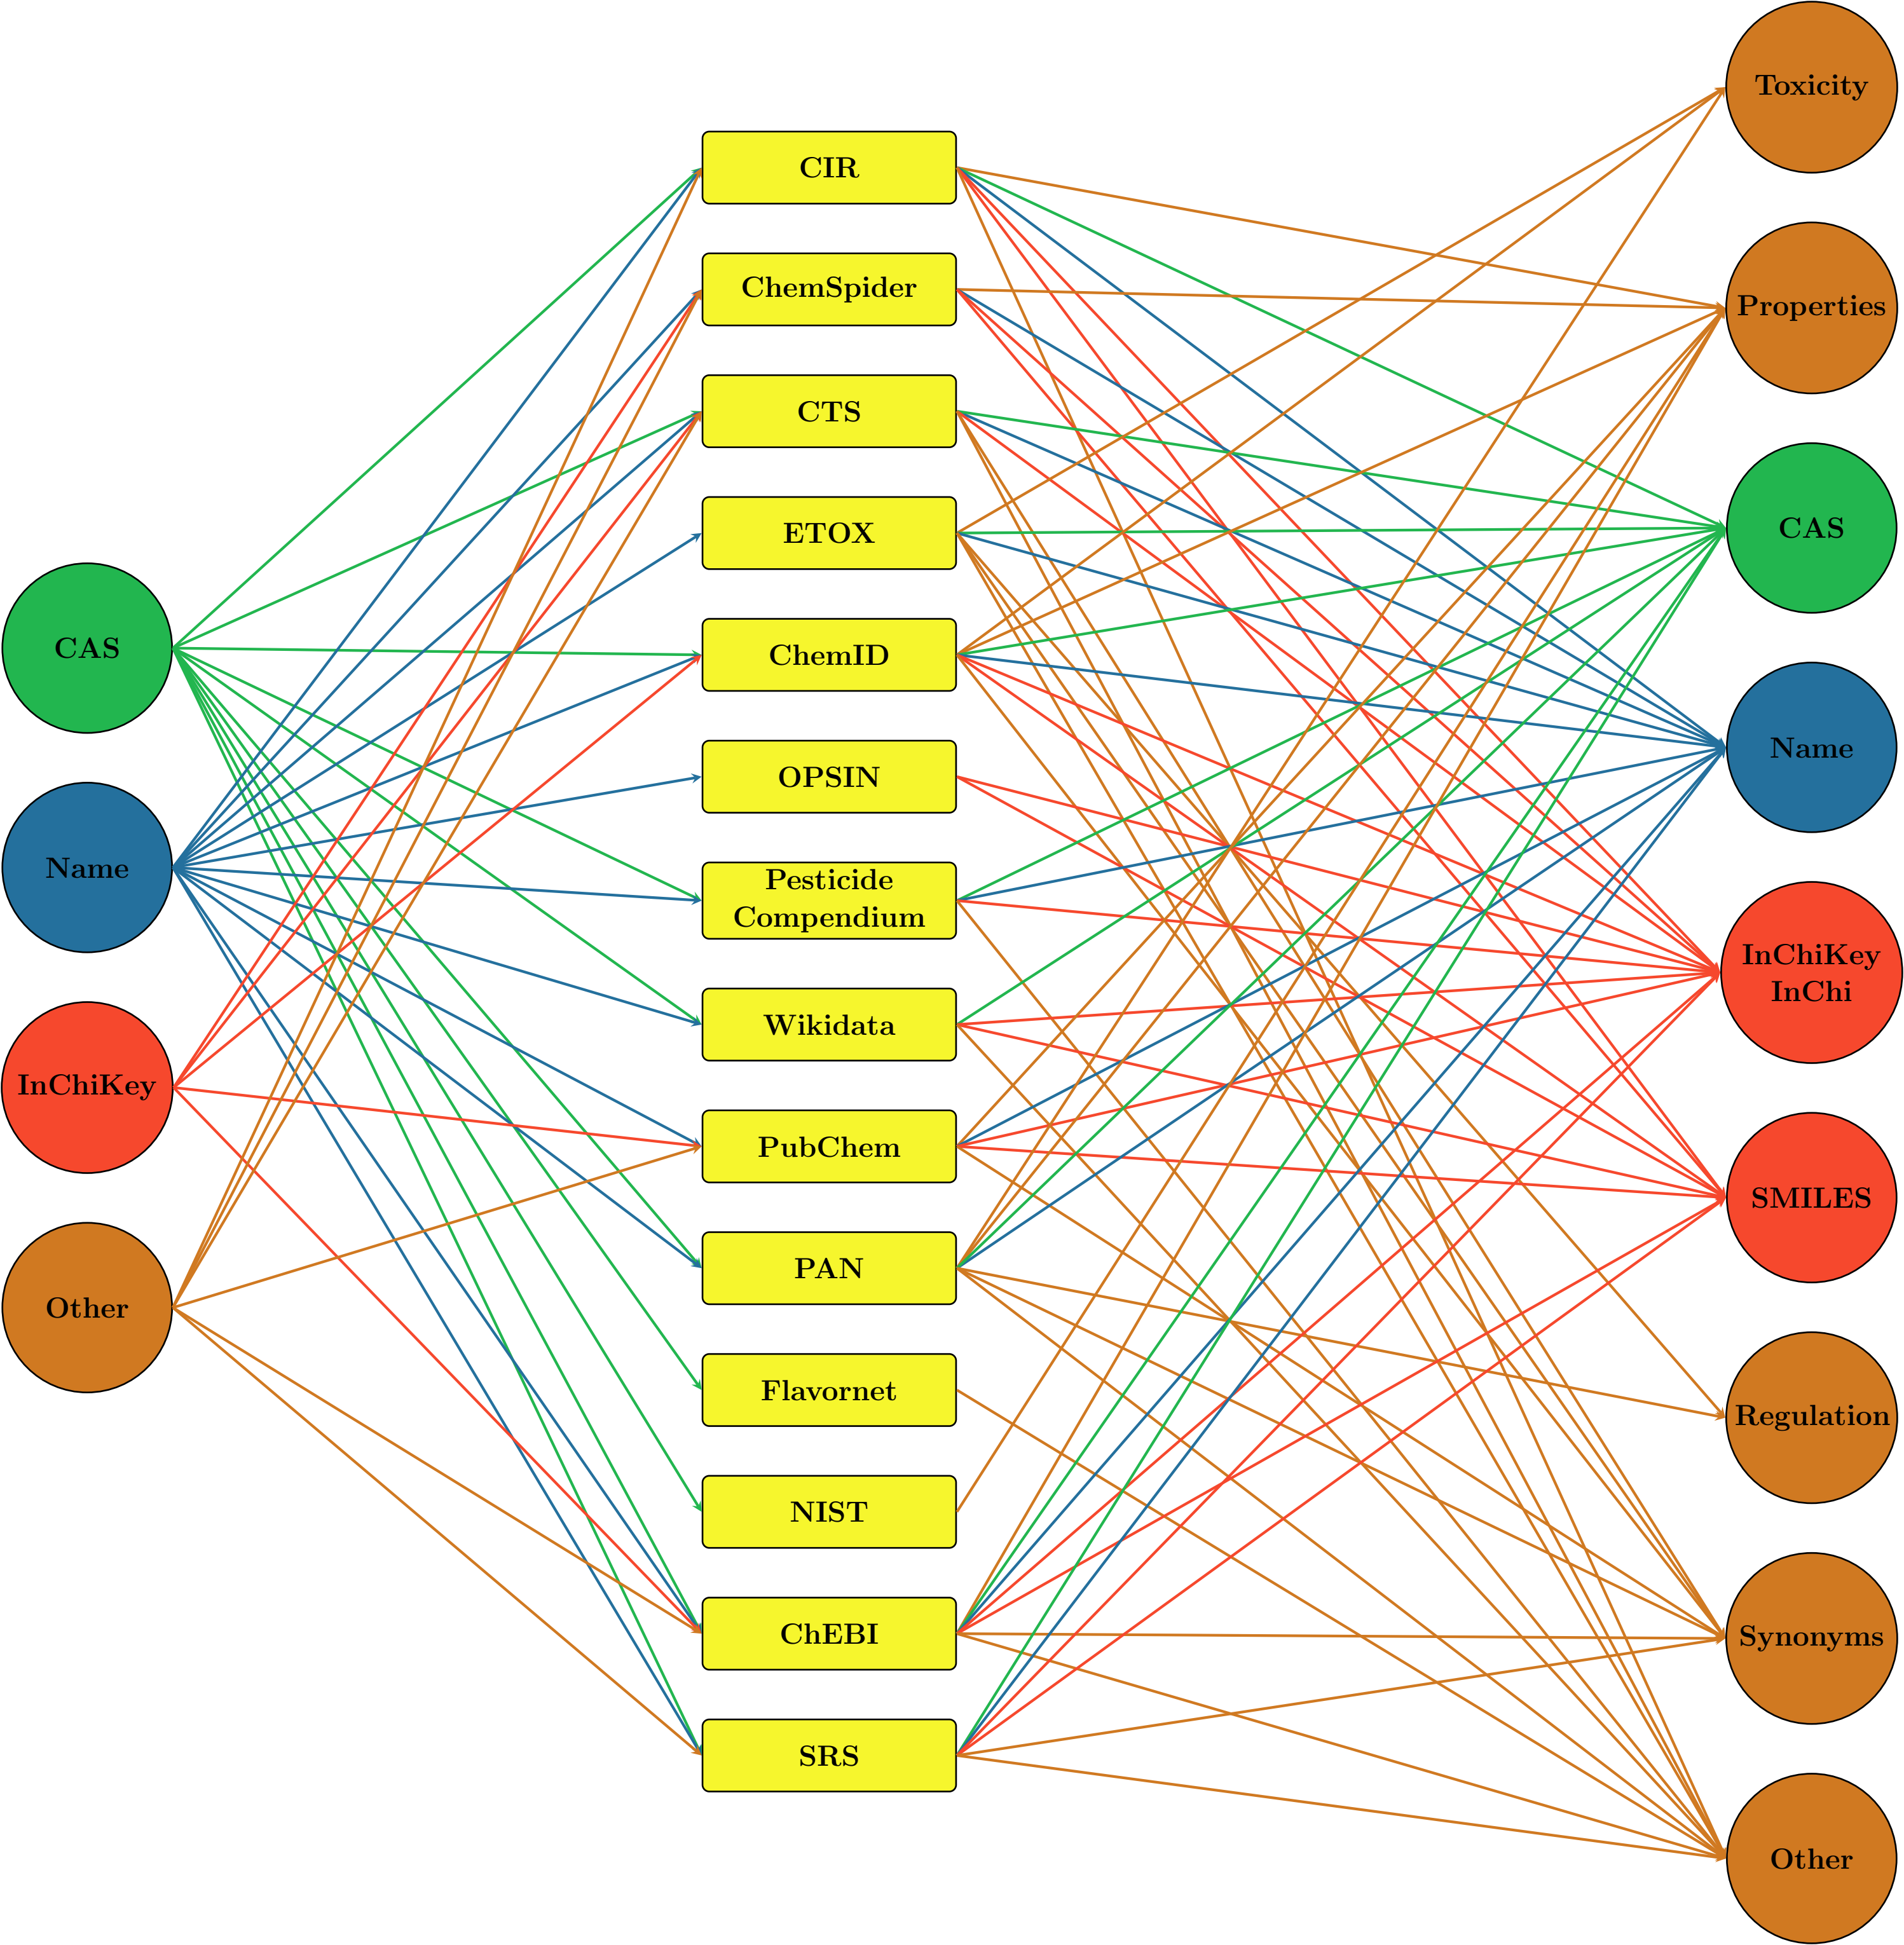 CAS
Name
InChiKey
Other
CIR
ChemSpider
CTS
ETOX
ChemID
OPSIN
Pesticide
Compendium
Wikidata
PubChem
PAN
Flavornet
NIST
ChEBI
SRS
Toxicity
Properties
CAS
Name
InChiKey
InChi
SMILES
Regulation
Synonyms
Other